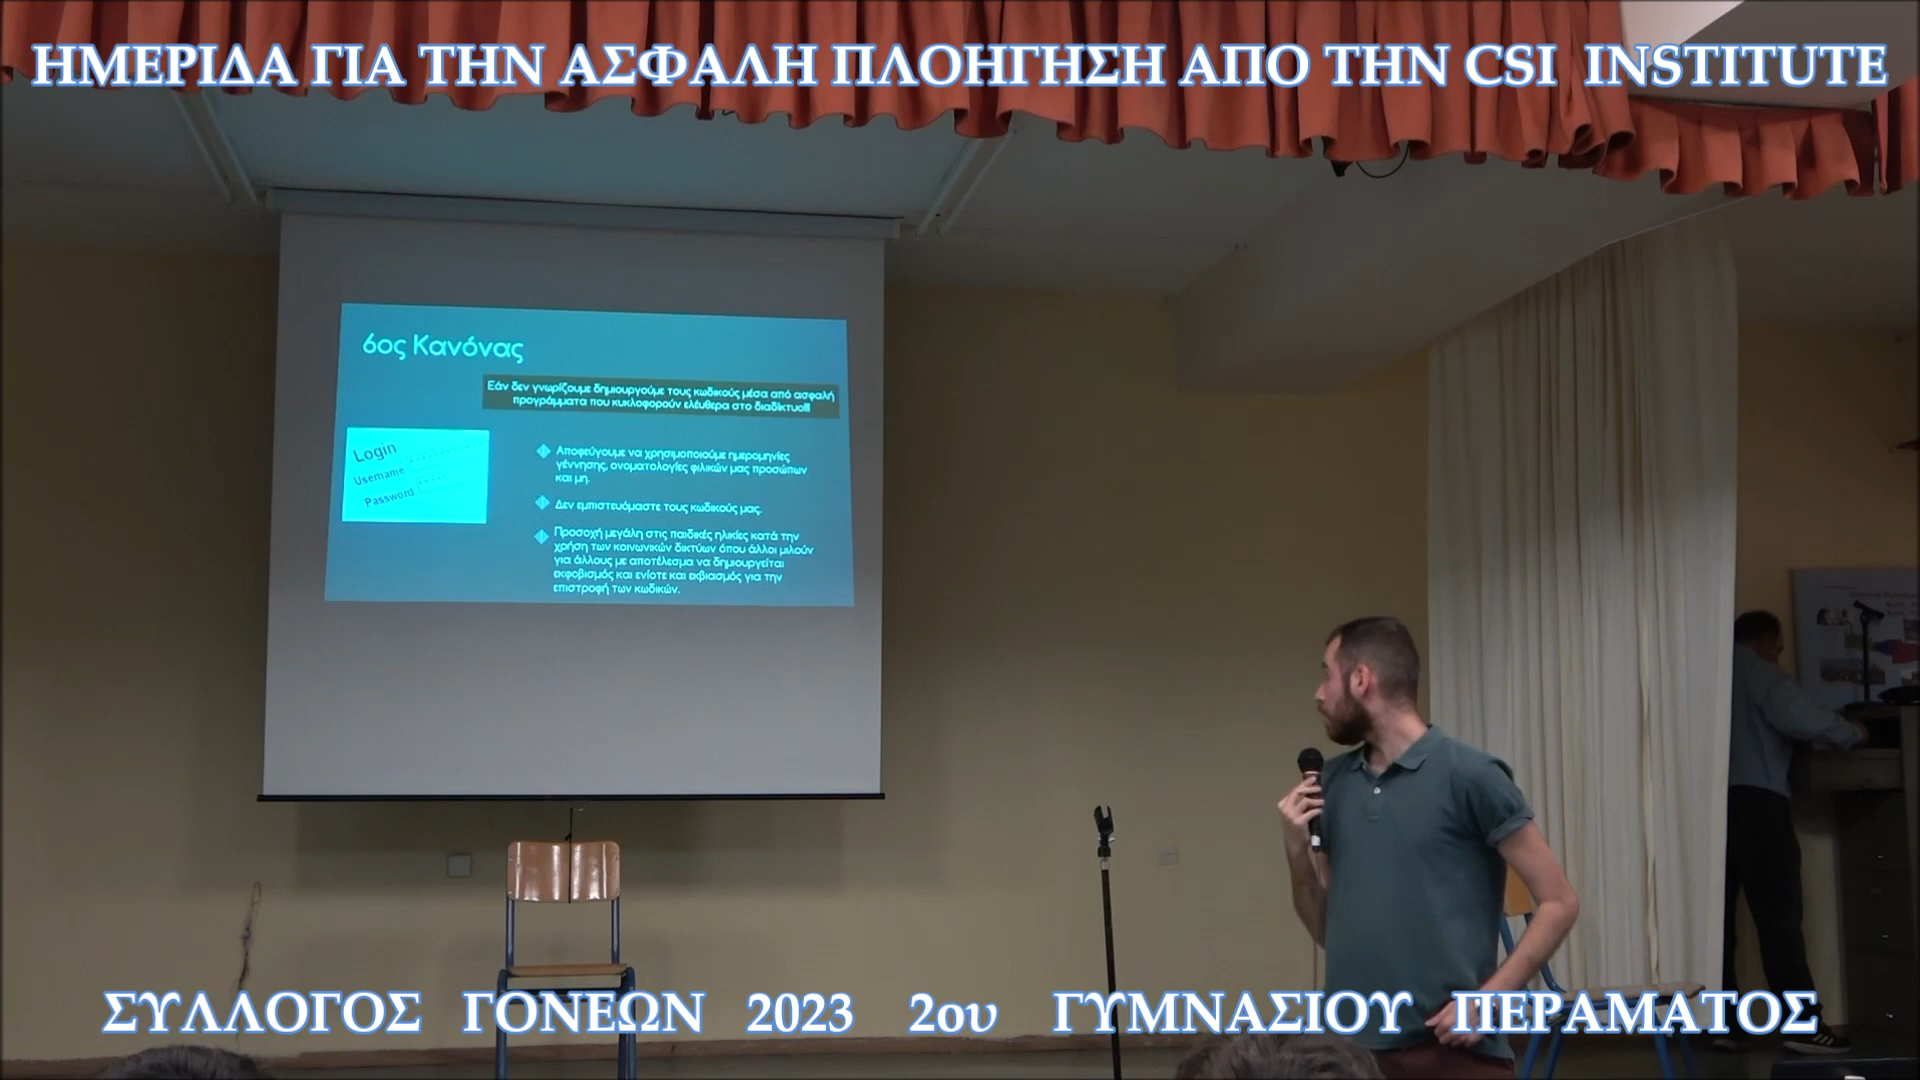 ΗΜΕΡΙΔΑ ΓΙΑ ΤΗΝ ΑΣΦΑΛΗ ΠΛΟΗΓΗΣΗ ΑΠΟ ΤΗΝ CSI INSTITUTE
6ος Κανόνας
Εάν δεν γνωρίζουμε δημιουργούμε τους κωδικούς μέσα από ασφαλή
προγράμματα που κυκλοφορούν ελέυθερα στο διαδίκτυο!!!
Login
Username
Password
Αποφεύγουμε να χρησιμοποιούμε ημερομηνίες
γέννησης, ονοματολογίες φιλικών μας προσώπων
και μη.
Δεν εμπιστευόμαστε τους κωδικούς μας.
Προσοχή μεγάλη στις παιδικές ηλικίες κατά την
χρήση των κοινωνικών δικτύων όπου άλλοι μιλούν
για άλλους με αποτέλεσμα να δημιουργείται
εκφοβισμός και ενίοτε και εκβιασμός για την
επιστροφή των κωδικών.
ΣΥΛΛΟΓΟΣ ΓΟΝΕΩΝ 2023 2ου ΓΥΜΝΑΣΙΟΥ ΠΕΡΑΜΑΤΟΣ